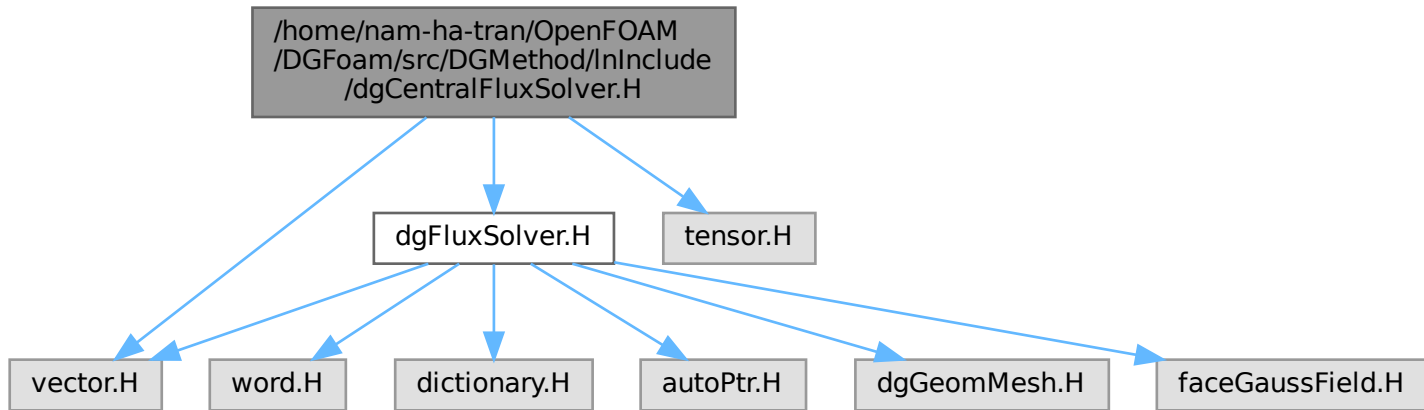 /home/nam-ha-tran/OpenFOAM
/DGFoam/src/DGMethod/lnInclude
/dgCentralFluxSolver.H
dgFluxSolver.H
tensor.H
vector.H
word.H
dictionary.H
autoPtr.H
dgGeomMesh.H
faceGaussField.H